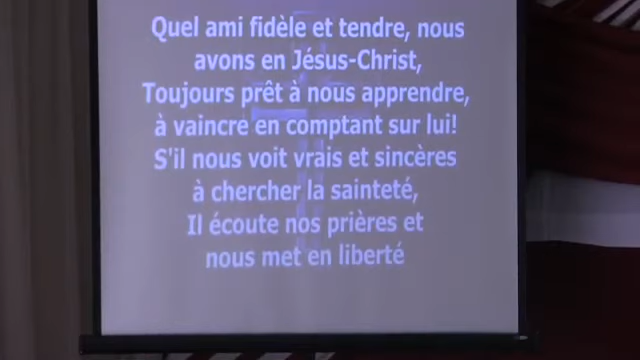 Quel ami fidèle et tendre, nous
avons en Jésus-Christ,
Toujours prêt à nous apprendre,
à vaincre en comptant sur lui!
S'il nous voit vrais et sincères
à chercher la sainteté,
Il écoute nos prières et
nous met en liberté